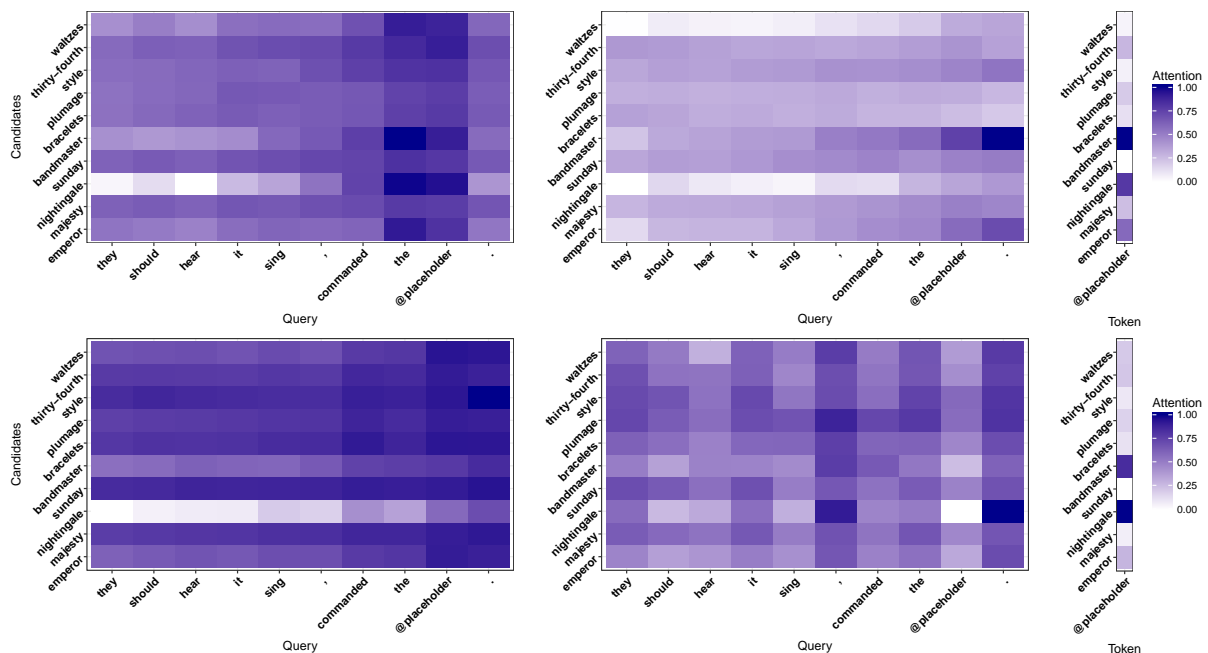 Candidates
waltzes
thirty−fourth
style
plumage
bracelets
bandmaster
sunday
nightingale
majesty
emperor
they
should
hear
it
sing
,
commanded
the
@placeholder
.
Query
waltzes
thirty−fourth
style
plumage
bracelets
bandmaster
sunday
nightingale
majesty
emperor
they
should
hear
it
sing
,
commanded
the
@placeholder
.
Query
waltzes
thirty−fourth
style
plumage
bracelets
bandmaster
sunday
nightingale
majesty
emperor
@placeholder
Token
Attention
1.00
0.75
0.50
0.25
0.00
Candidates
waltzes
thirty−fourth
style
plumage
bracelets
bandmaster
sunday
nightingale
majesty
emperor
they
should
hear
it
sing
,
commanded
the
@placeholder
.
Query
waltzes
thirty−fourth
style
plumage
bracelets
bandmaster
sunday
nightingale
majesty
emperor
they
should
hear
it
sing
,
commanded
the
@placeholder
.
Query
waltzes
thirty−fourth
style
plumage
bracelets
bandmaster
sunday
nightingale
majesty
emperor
@placeholder
Token
Attention
1.00
0.75
0.50
0.25
0.00